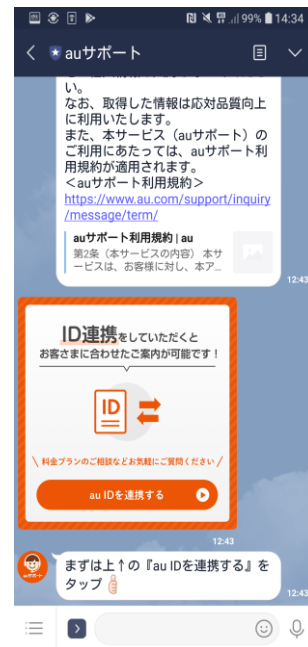 99% 14:34
auサポート
い。
なお、取得した情報は応対品質向上
に利用いたします。
また、本サービス（auサポート）の
ご利用にあたっては、auサポート利
用規約が適用されます。
＜auサポート利用規約＞
https://www.au.com/support/inquiry
/message/term/
auサポート利用規約 | au
第2条（本サービスの内容） 本サ
ービスは、お客様に対し、本ア...
12:43
ID連携をしていただくと
お客さまに合わせたご案内が可能です！
ID
\ 料金プランのご相談などお気軽にご質問ください /
au IDを連携する
12:43
まずは上↑の『au IDを連携する』を
タップ
12:43